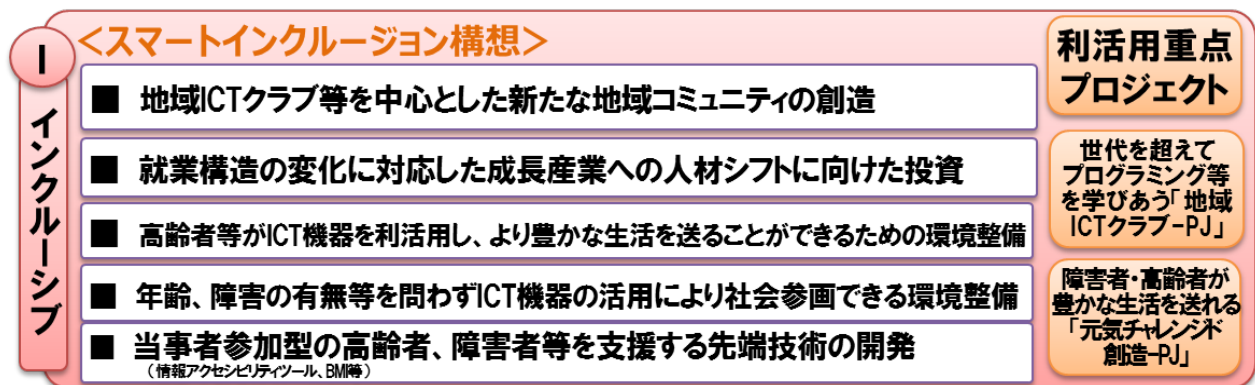 I
インクルーシブ
<スマートインクルージョン構想>
■ 地域ICTクラブ等を中心とした新たな地域コミュニティの創造
■ 就業構造の変化に対応した成長産業への人材シフトに向けた投資
■ 高齢者等がICT機器を利活用し、より豊かな生活を送ることができるための環境整備
■ 年齢、障害の有無等を問わずICT機器の活用により社会参画できる環境整備
■ 当事者参加型の高齢者、障害者等を支援する先端技術の開発
(情報アクセシビリティツール、BMI等)
利活用重点
プロジェクト
世代を超えて
プログラミング等
を学びあう「地域
ICTクラブ-PJ」
障害者・高齢者が
豊かな生活を送れる
「元気チャレンジド
創造-PJ」